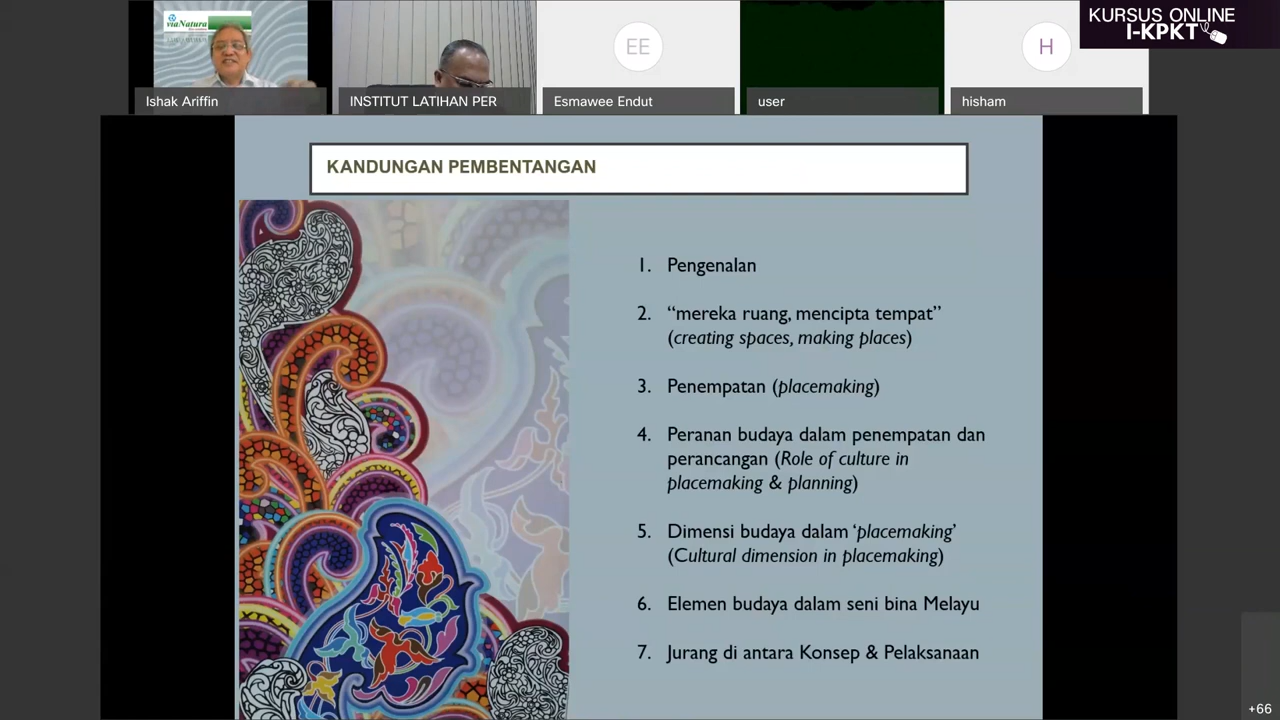 viaNatura
KURSUS ONLINE
I-KPKT
EE
H
Ishak Ariffin
INSTITUT LATIHAN PER
Esmawee Endut
user
hisham
KANDUNGAN PEMBENTANGAN
1. Pengenalan
2. “mereka ruang, mencipta tempat”
(creating spaces, making places)
3. Penempatan (placemaking)
4. Peranan budaya dalam penempatan dan
perancangan (Role of culture in
placemaking & planning)
5. Dimensi budaya dalam ‘placemaking’
(Cultural dimension in placemaking)
6. Elemen budaya dalam seni bina Melayu
7. Jurang di antara Konsep & Pelaksanaan
+66